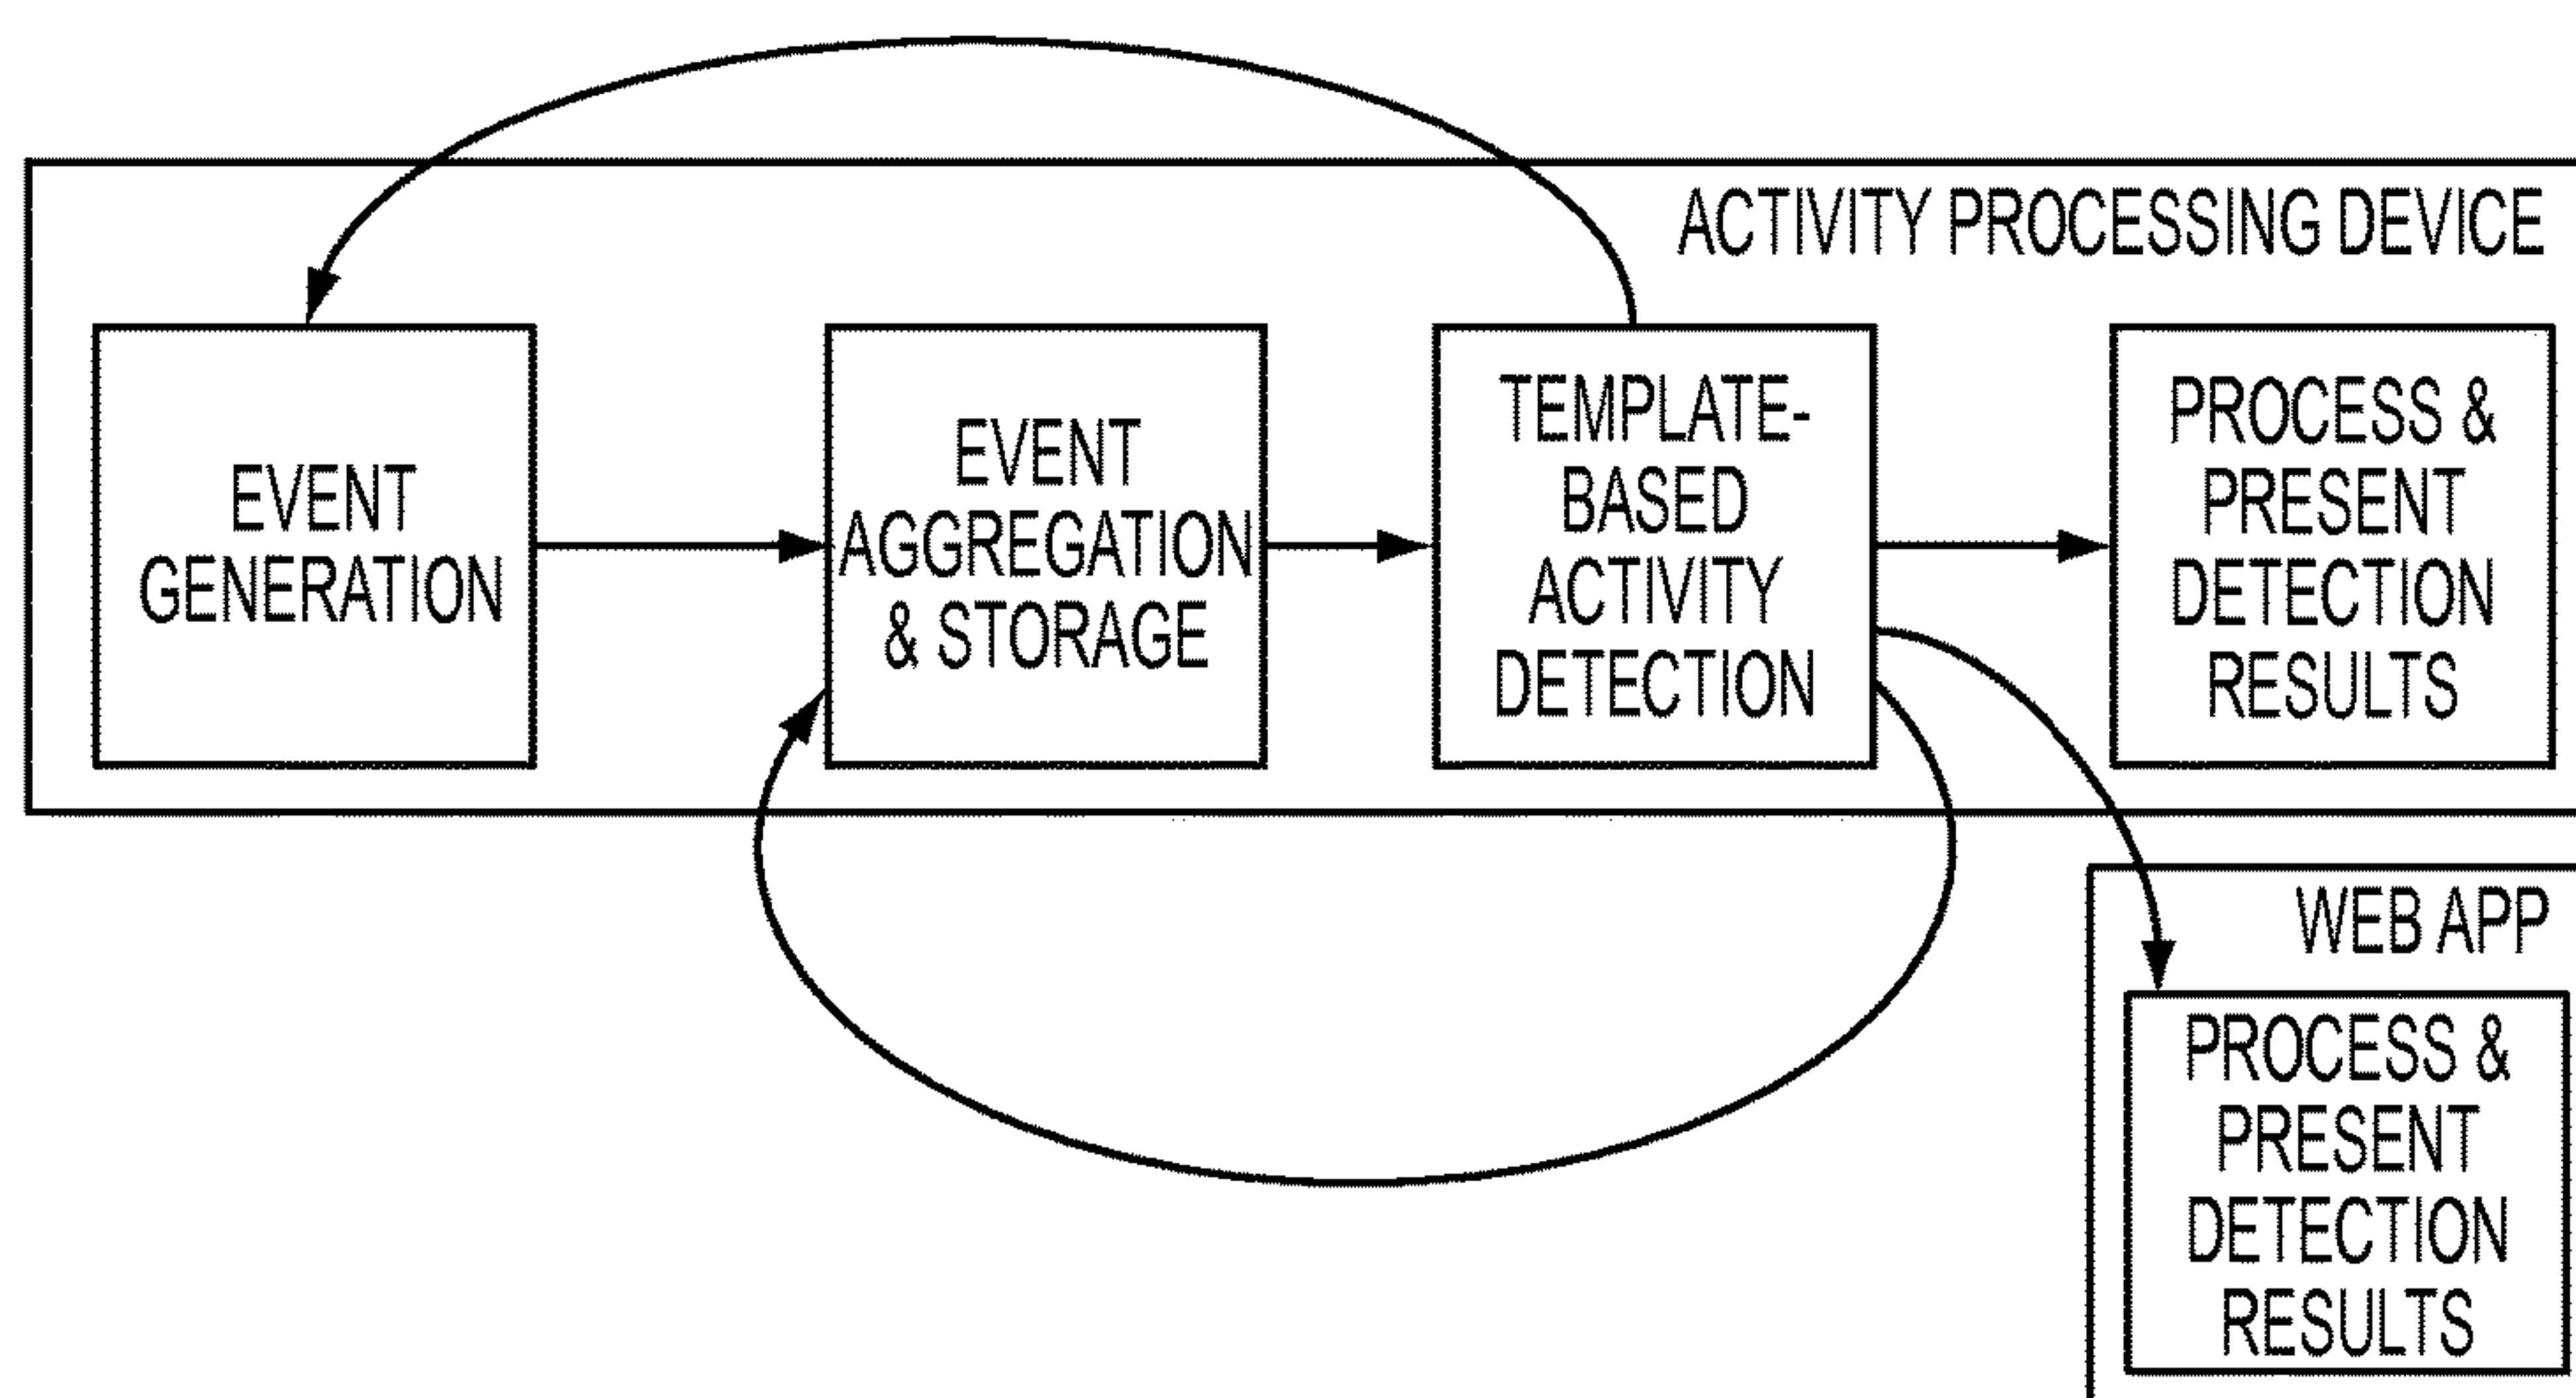 ACTIVITY PROCESSING DEVICE
EVENT
GENERATION
EVENT
AGGREGATION
& STORAGE
TEMPLATE-
BASED
ACTIVITY
DETECTION
PROCESS &
PRESENT
DETECTION
RESULTS
WEB APP
PROCESS &
PRESENT
DETECTION
RESULTS